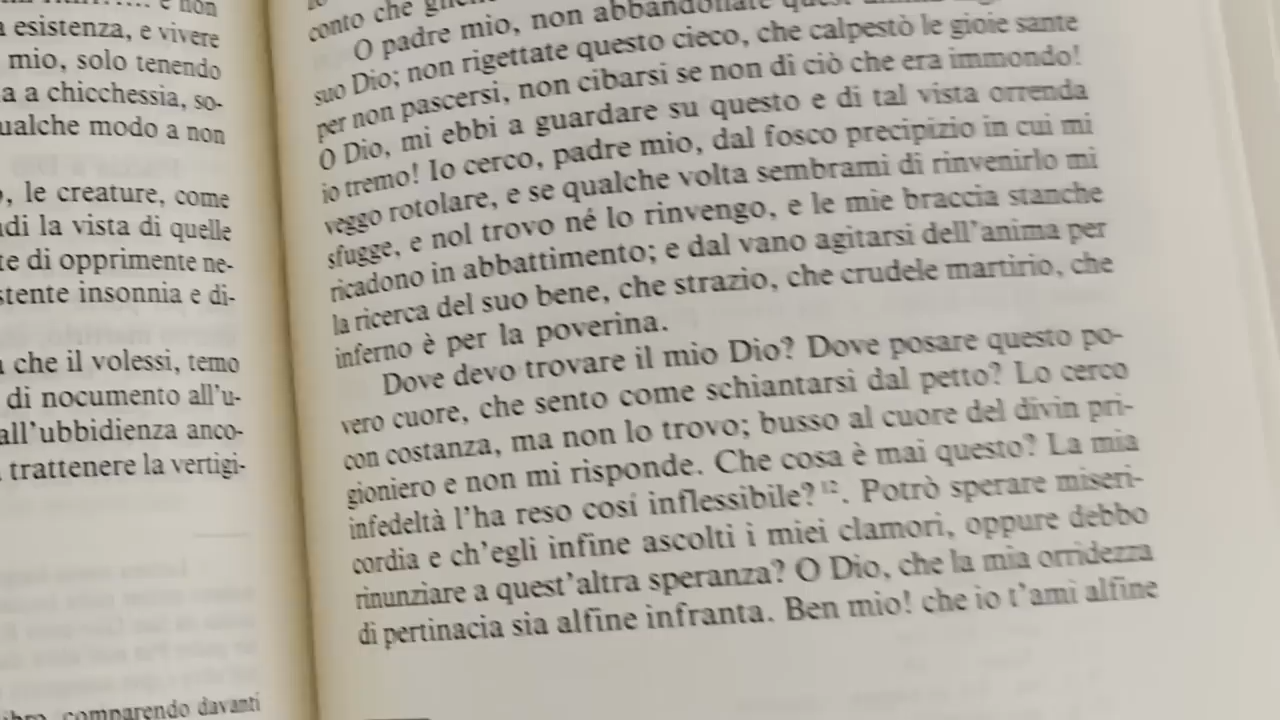 e non
esistenza, e vivere
mio, solo tenendo
a a chicchessia, so-
ualche modo a non
, le creature, come
di la vista di quelle
te di opprimente ne-
stente insonnia e di-
che il volessi, temo
di nocumento all'u-
all'ubbidienza anco-
trattenere la vertigi-
comparendo davanti
conto che
O padre mio, non abbandonate
suo Dio; non rigettate questo cieco, che calpestò le gioie sante
per non pascersi, non cibarsi se non di ciò che era immondo!
O Dio, mi ebbi a guardare su questo e di tal vista orrenda
io tremo! Io cerco, padre mio, dal fosco precipizio in cui mi
veggo rotolare, e se qualche volta sembrami di rinvenirlo mi
sfugge, e nol trovo né lo rinvengo, e le mie braccia stanche
ricadono in abbattimento; e dal vano agitarsi dell'anima per
la ricerca del suo bene, che strazio, che crudele martirio, che
inferno è per la poverina.
Dove devo trovare il mio Dio? Dove posare questo po-
vero cuore, che sento come schiantarsi dal petto? Lo cerco
con costanza, ma non lo trovo; busso al cuore del divin pri-
gioniero e non mi risponde. Che cosa è mai questo? La mia
infedeltà l'ha reso cosí inflessibile? 12. Potrò sperare miseri-
cordia e ch'egli infine ascolti i miei clamori, oppure debbo
rinunziare a quest'altra speranza? O Dio, che la mia orridezza
di pertinacia sia alfine infranta. Ben mio! che io t'ami alfine